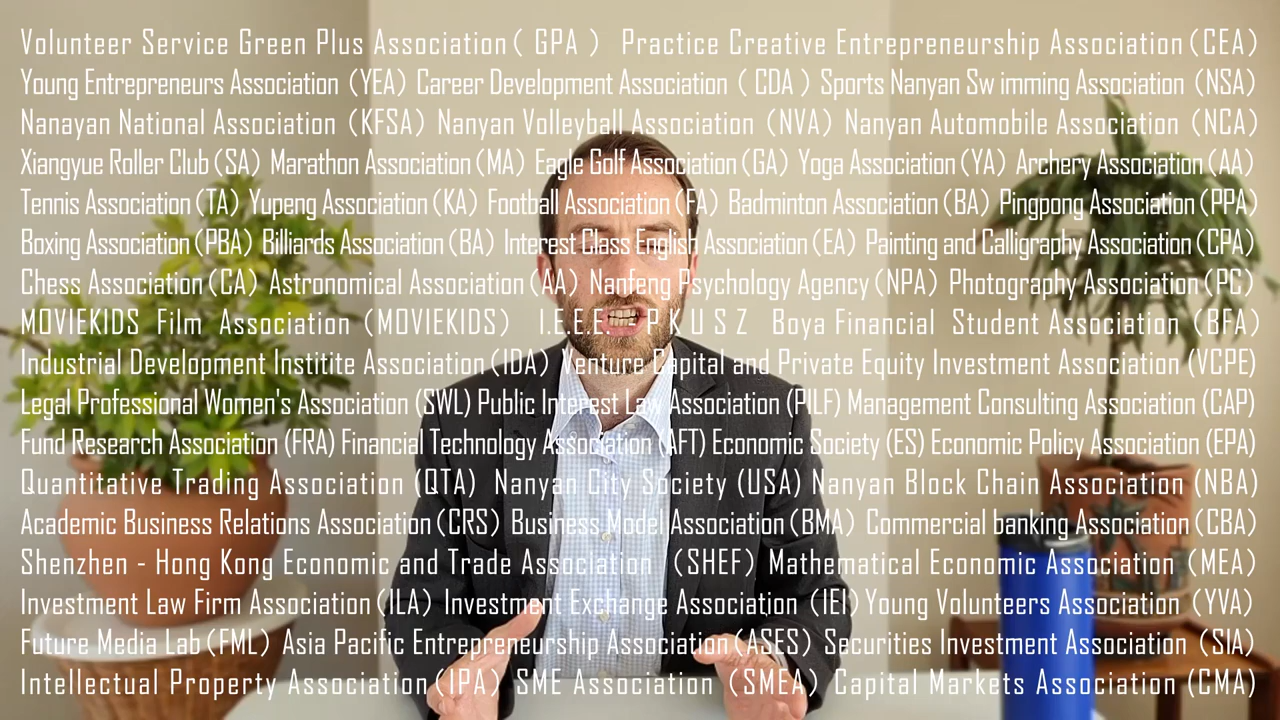 Volunteer Service Green Plus Association ( GPA ) Practice Creative Entrepreneurship Association (CEA)
Young Entrepreneurs Association (YEA) Career Development Association ( CDA ) Sports Nanyan Sw imming Association (NSA)
Nanayan National Association (KFSA) Nanyan Volleyball Association (NVA) Nanyan Automobile Association (NCA)
Xiangyue Roller Club (SA) Marathon Association (MA) Eagle Golf Association (GA) Yoga Association (YA) Archery Association (AA)
Tennis Association (TA) Yupeng Association (KA) Football Association (FA) Badminton Association (BA) Pingpong Association (PPA)
Boxing Association (PBA) Billiards Association (BA) Interest Class English Association (EA) Painting and Calligraphy Association (CPA)
Chess Association (CA) Astronomical Association (AA) Nanfeng Psychology Agency (NPA) Photography Association (PC)
MOVIEKIDS Film Association (MOVIEKIDS) I.E.E.E. P K U S Z Boya Financial Student Association (BFA)
Industrial Development Institite Association (IDA) Venture Capital and Private Equity Investment Association (VCPE)
Legal Professional Women's Association (SWL) Public Interest Law Association (PILF) Management Consulting Association (CAP)
Fund Research Association (FRA) Financial Technology Association (AFT) Economic Society (ES) Economic Policy Association (EPA)
Quantitative Trading Association (QTA) Nanyan City Society (USA) Nanyan Block Chain Association (NBA)
Academic Business Relations Association (CRS) Business Model Association (BMA) Commercial banking Association (CBA)
Shenzhen - Hong Kong Economic and Trade Association (SHEF) Mathematical Economic Association (MEA)
Investment Law Firm Association (ILA) Investment Exchange Association (IEI) Young Volunteers Association (YVA)
Future Media Lab (FML) Asia Pacific Entrepreneurship Association (ASES) Securities Investment Association (SIA)
Intellectual Property Association (IPA) SME Association (SMEA) Capital Markets Association (CMA)